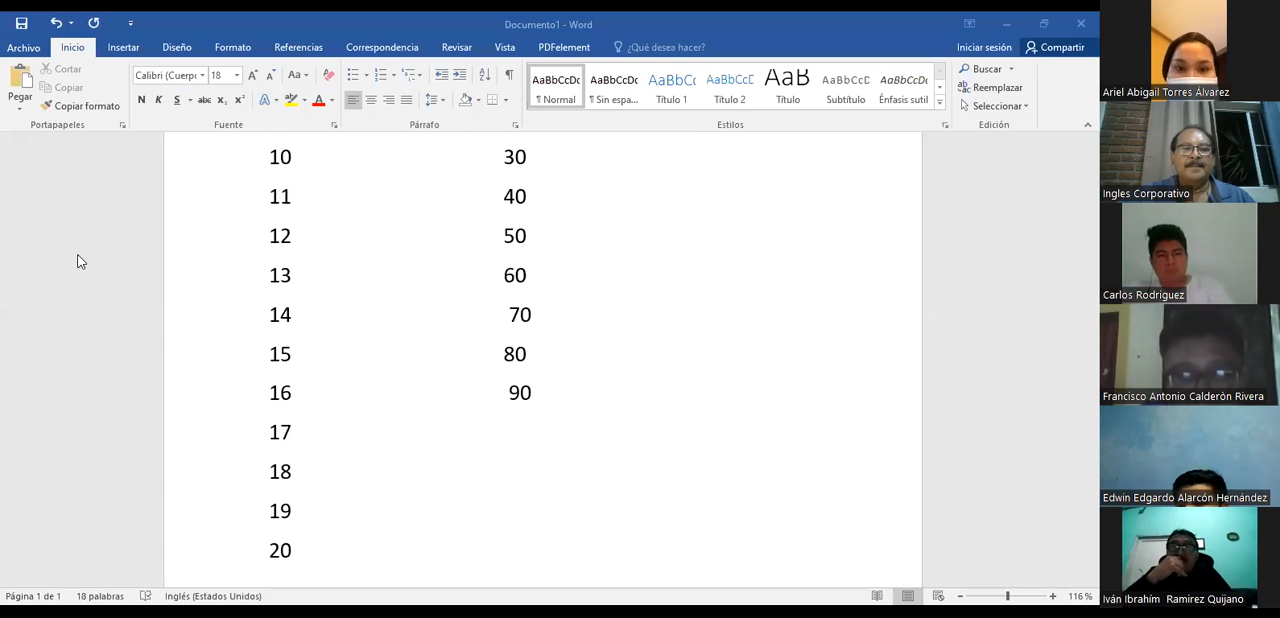 Documento1 - Word
Archivo Inicio Insertar Diseño Formato Referencias Correspondencia Revisar Vista PDFelement ¿Qué desea hacer? Iniciar sesión Compartir
Pegar
Cortar
Copiar
Copiar formato
Portapapeles
Calibri (Cuerpo 18 Aa
N K S abc x₂ x² A A
Fuente
Párrafo
AaBbCcDc AaBbCcDc AaBbCc AaBbCcD AaB AaBbCcD AaBbCcDc
¶ Normal ¶ Sin espa... Título 1 Título 2 Título Subtítulo Énfasis sutil
Estilos
Buscar
Reemplazar
Seleccionar
Edición
10 30
11 40
12 50
13 60
14 70
15 80
16 90
17
18
19
20
Página 1 de 1 18 palabras Inglés (Estados Unidos) 116 %
Ariel Abigail Torres Álvarez
Ingles Corporativo
Carlos Rodriguez
Francisco Antonio Calderòn Rivera
Edwin Edgardo Alarcón Hernández
Iván Ibrahím Ramirez Quijano